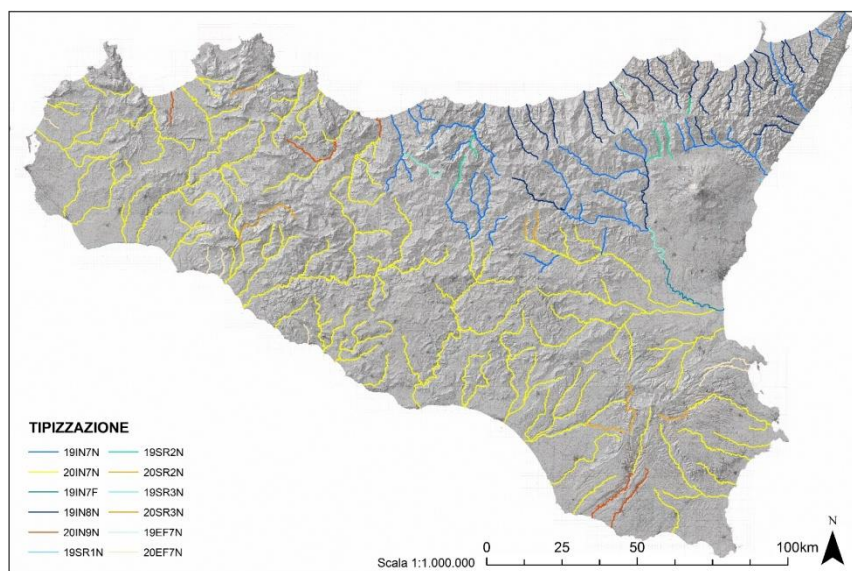 TIPIZZAZIONE
19IN7N 19SR2N
20IN7N 20SR2N
19IN7F 19SR3N
19IN8N 20SR3N
20IN9N 19EF7N
19SR1N 20EF7N
N
0 25 50 100km
Scala 1:1.000.000